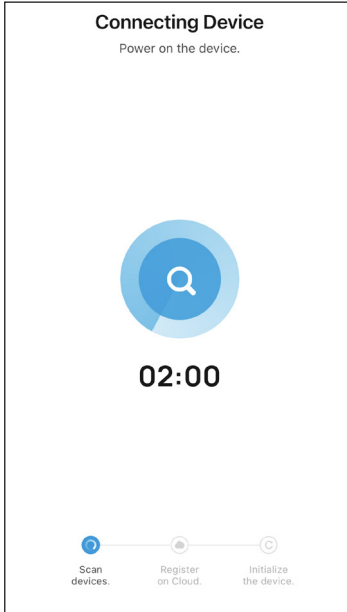 Connecting Device
Power on the device.
02:00
Scan
devices.
Register
on Cloud.
Initialize
the device.